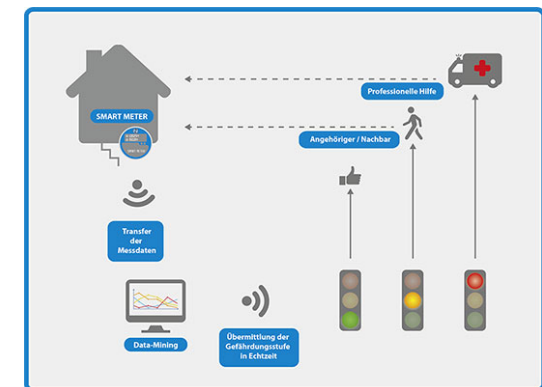 Professionelle Hilfe
SMART METER
Angehöriger / Nachbar
Transfer
der
Messdaten
Data-Mining
Übermittlung der
Gefährdungsstufe
in Echtzeit